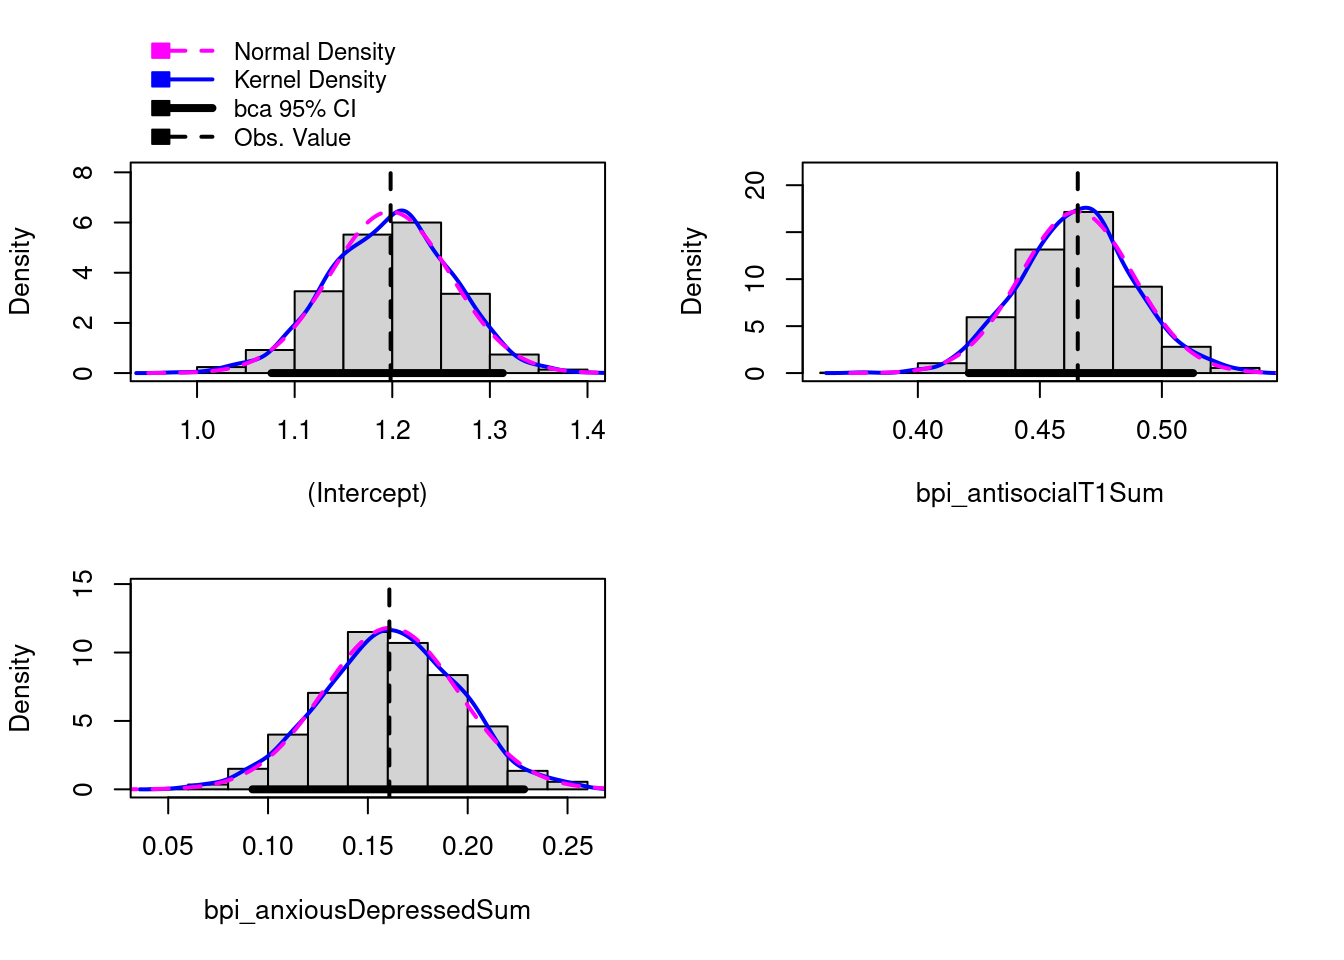 Normal Density
Kernel Density
bca 95% CI
Obs. Value
Density
0 2 4 6 8
1.0 1.1 1.2 1.3 1.4
(Intercept)
Density
0 5 10 20
0.40 0.45 0.50
bpi_antisocialT1Sum
Density
0 5 10 15
0.05 0.10 0.15 0.20 0.25
bpi_anxiousDepressedSum